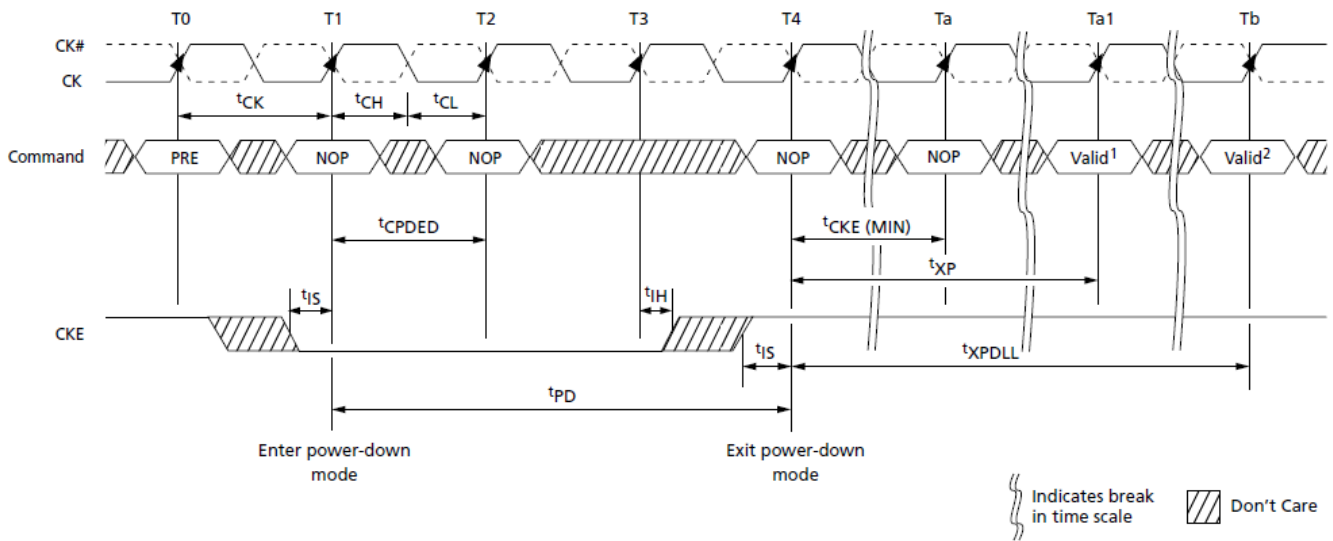 T0 T1 T2 T3 T4 Ta Ta1 Tb
CK#
CK
tCK tCH tCL
Command PRE NOP NOP NOP NOP Valid1 Valid2
tCPDED tCKE (MIN)
tXP
tIS tIH
CKE
tIS tXPDLL
tPD
Enter power-down mode
Exit power-down mode
Indicates break in time scale
Don't Care